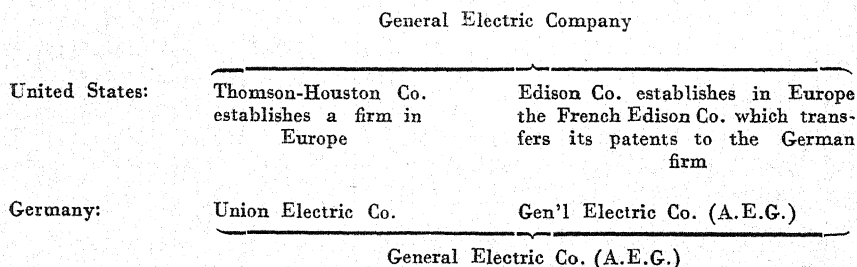 General Electric Company
United States:
Thomson-Houston Co.
establishes a firm in
Europe
Edison Co. establishes in Europe
the French Edison Co. which trans-
fers its patents to the German
firm
Germany:
Union Electric Co.
Gen'l Electric Co. (A.E.G.)
General Electric Co. (A.E.G.)